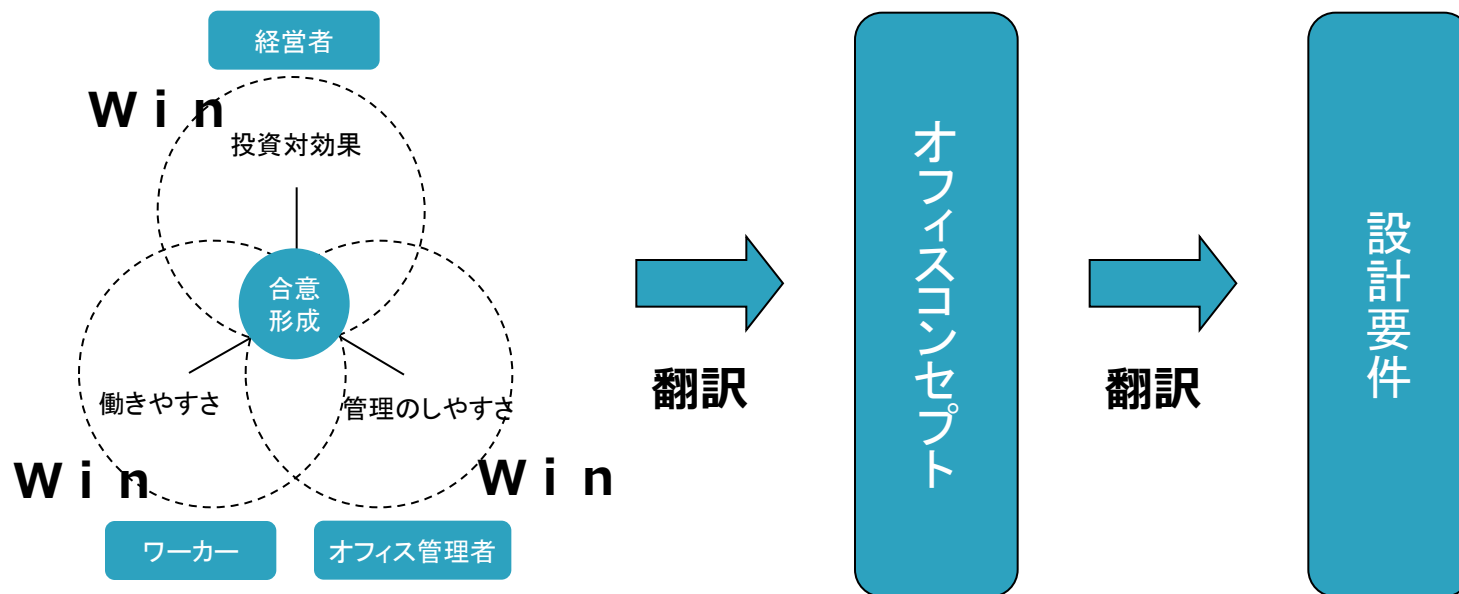 経営者
Ｗｉｎ
投資対効果
合意
形成
働きやすさ
管理のしやすさ
Ｗｉｎ
Ｗｉｎ
ワーカー
オフィス管理者
翻訳
オフィスコンセプト
翻訳
設計要件